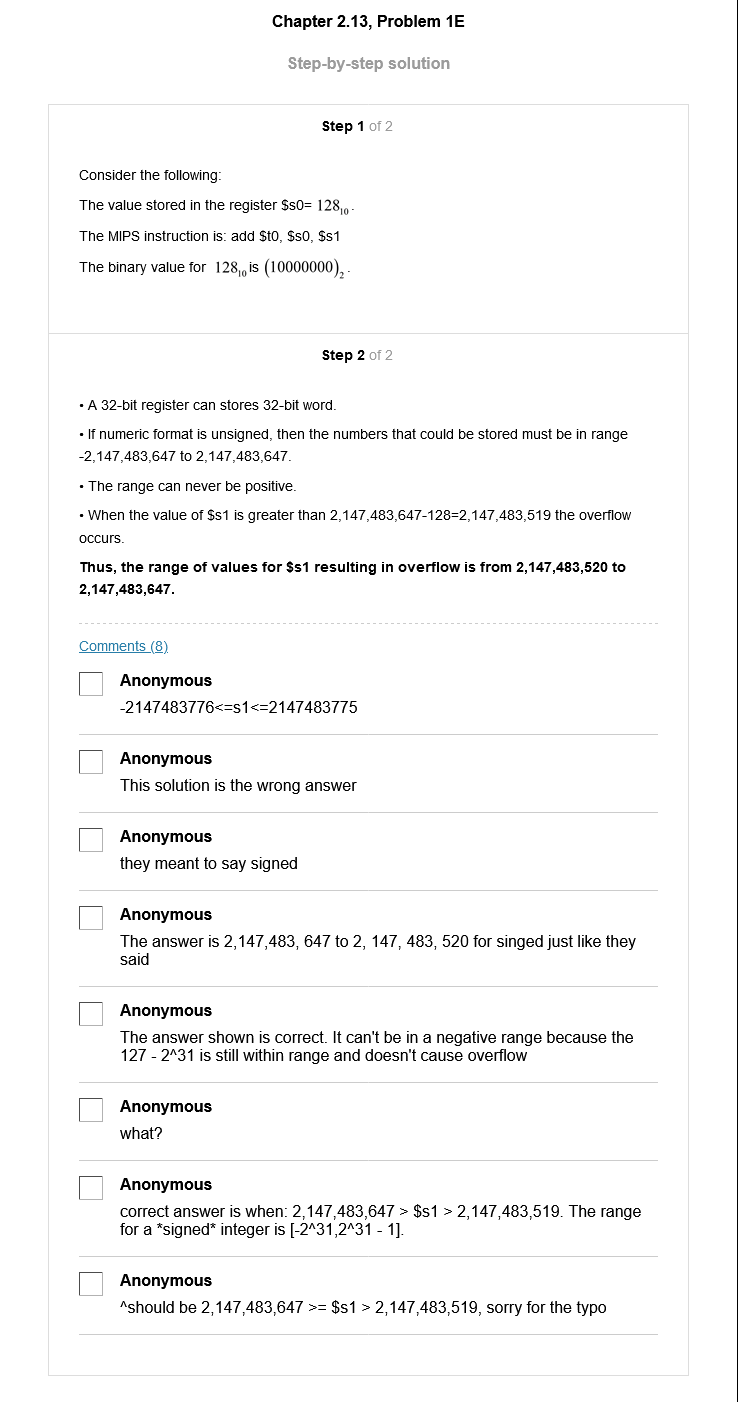 Chapter 2.13, Problem 1E
Step-by-step solution
Step 1 of 2
Consider the following:
The value stored in the register $s0= 128₁₀.
The MIPS instruction is: add $t0, $s0, $s1
The binary value for 128₁₀ is (10000000)₂.
Step 2 of 2
• A 32-bit register can stores 32-bit word.
• If numeric format is unsigned, then the numbers that could be stored must be in range
-2,147,483,647 to 2,147,483,647.
• The range can never be positive.
• When the value of $s1 is greater than 2,147,483,647-128=2,147,483,519 the overflow
occurs.
Thus, the range of values for $s1 resulting in overflow is from 2,147,483,520 to
2,147,483,647.
Comments (8)
Anonymous
-2147483776<=s1<=2147483775
Anonymous
This solution is the wrong answer
Anonymous
they meant to say signed
Anonymous
The answer is 2,147,483, 647 to 2, 147, 483, 520 for singed just like they
said
Anonymous
The answer shown is correct. It can't be in a negative range because the
127 - 2^31 is still within range and doesn't cause overflow
Anonymous
what?
Anonymous
correct answer is when: 2,147,483,647 > $s1 > 2,147,483,519. The range
for a *signed* integer is [-2^31,2^31 - 1].
Anonymous
^should be 2,147,483,647 >= $s1 > 2,147,483,519, sorry for the typo